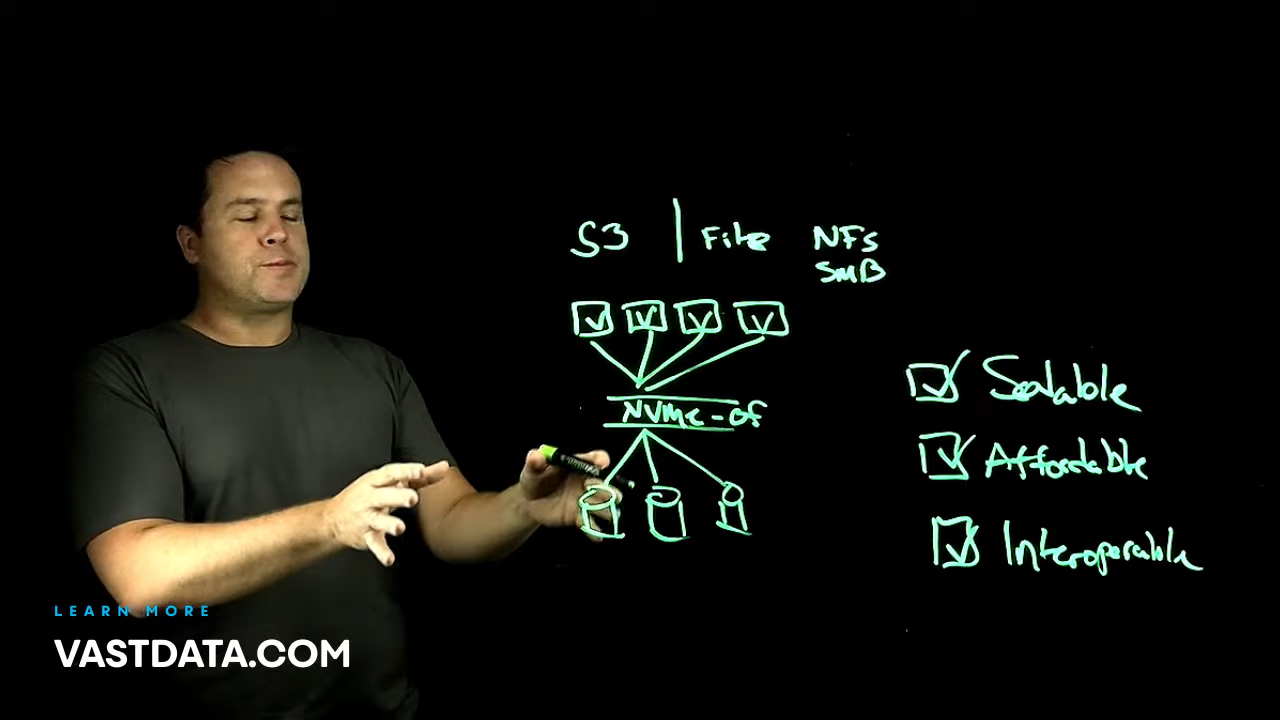 S3 | File NFS
SMB
V V V V
NVMe-of
Scalable
Affordable
Interoperable
LEARN MORE
VASTDATA.COM